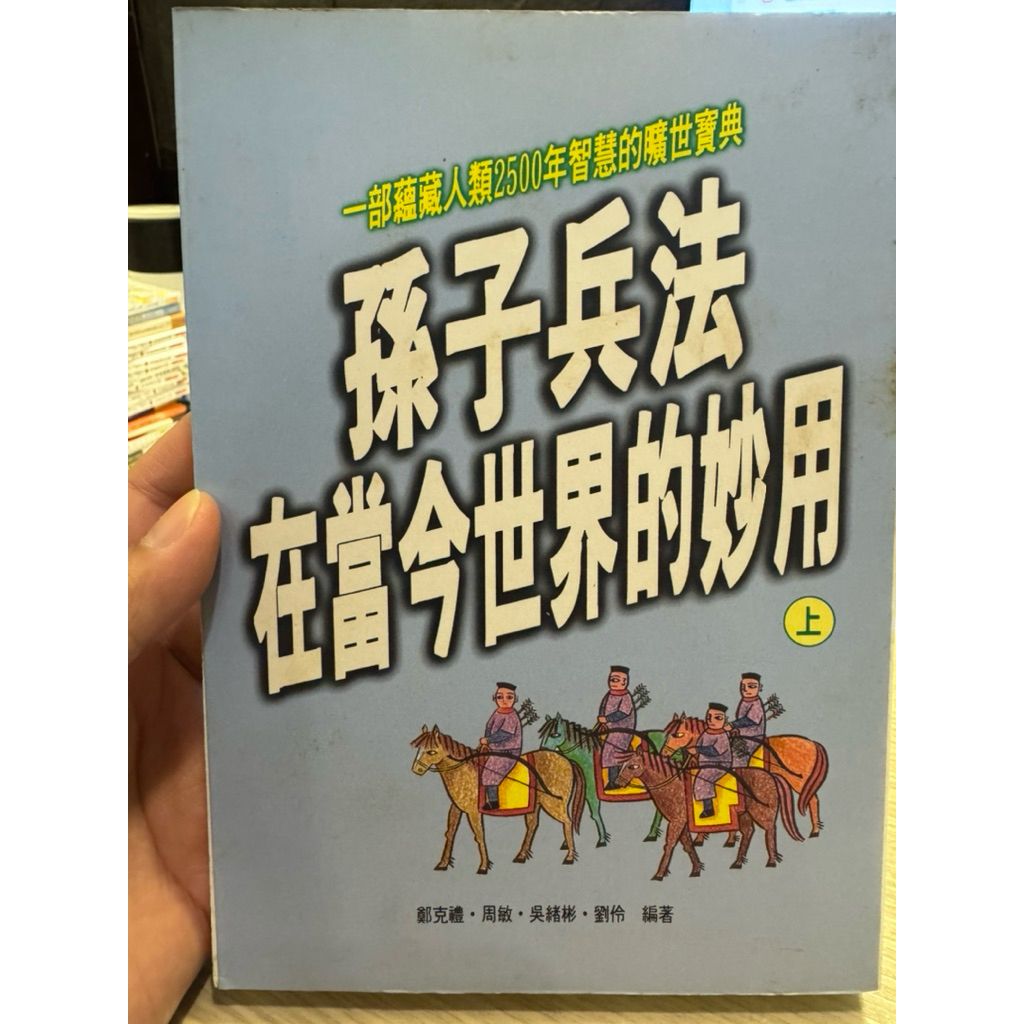 一部蘊藏人類2500年智慧的曠世寶典
孫子兵法
在當今世界的妙用
上
鄭克禮・周敏・吳緒彬・劉伶 編著